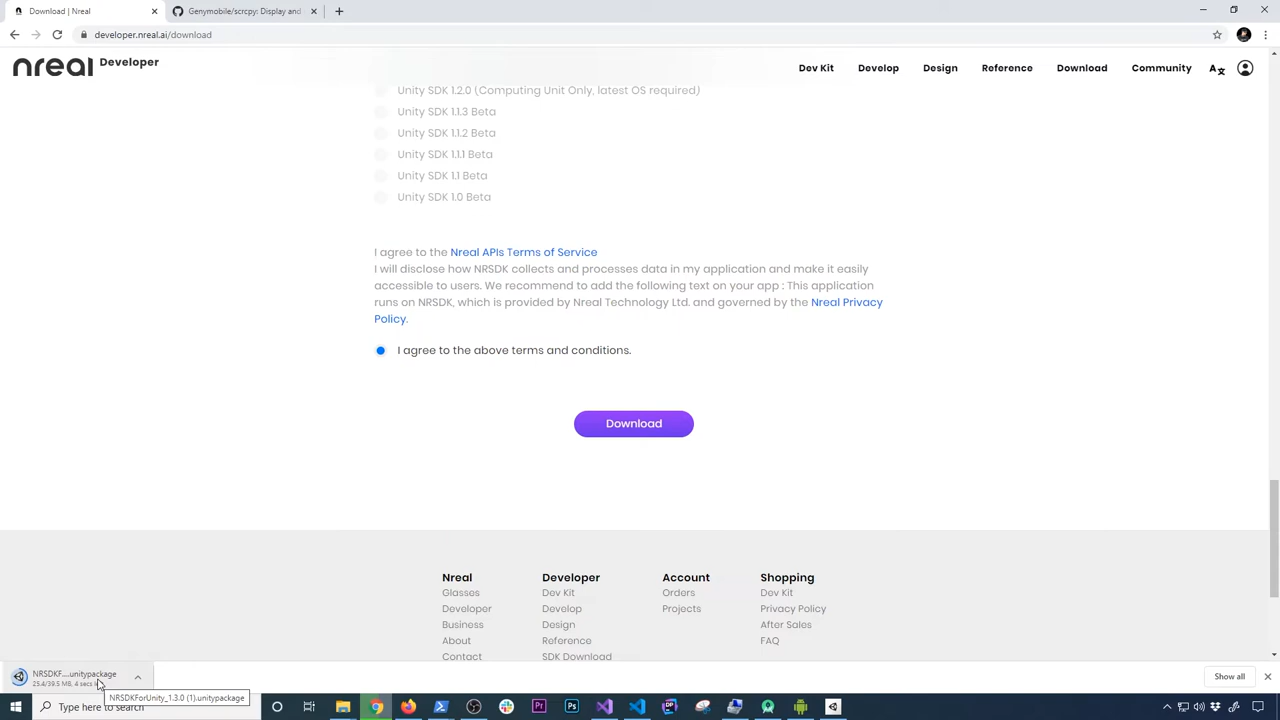 Download | Nreal
Genymobile/scrcpy: Display and
developer.nreal.ai/download
nreal Developer
Dev Kit
Develop
Design
Reference
Download
Community
Unity SDK 1.2.0 (Computing Unit Only, latest OS required)
Unity SDK 1.1.3 Beta
Unity SDK 1.1.2 Beta
Unity SDK 1.1.1 Beta
Unity SDK 1.1 Beta
Unity SDK 1.0 Beta
I agree to the Nreal APIs Terms of Service
I will disclose how NRSDK collects and processes data in my application and make it easily
accessible to users. We recommend to add the following text on your app : This application
runs on NRSDK, which is provided by Nreal Technology Ltd. and governed by the Nreal Privacy
Policy.
I agree to the above terms and conditions.
Download
Nreal
Glasses
Developer
Business
About
Contact
Developer
Dev Kit
Develop
Design
Reference
SDK Download
Account
Orders
Projects
Shopping
Dev Kit
Privacy Policy
After Sales
FAQ
NRSDKF....unitypackage
25.4/39.5 MB, 4 secs
NRSDKForUnity_1.3.0 (1).unitypackage
Show all
Type here to search